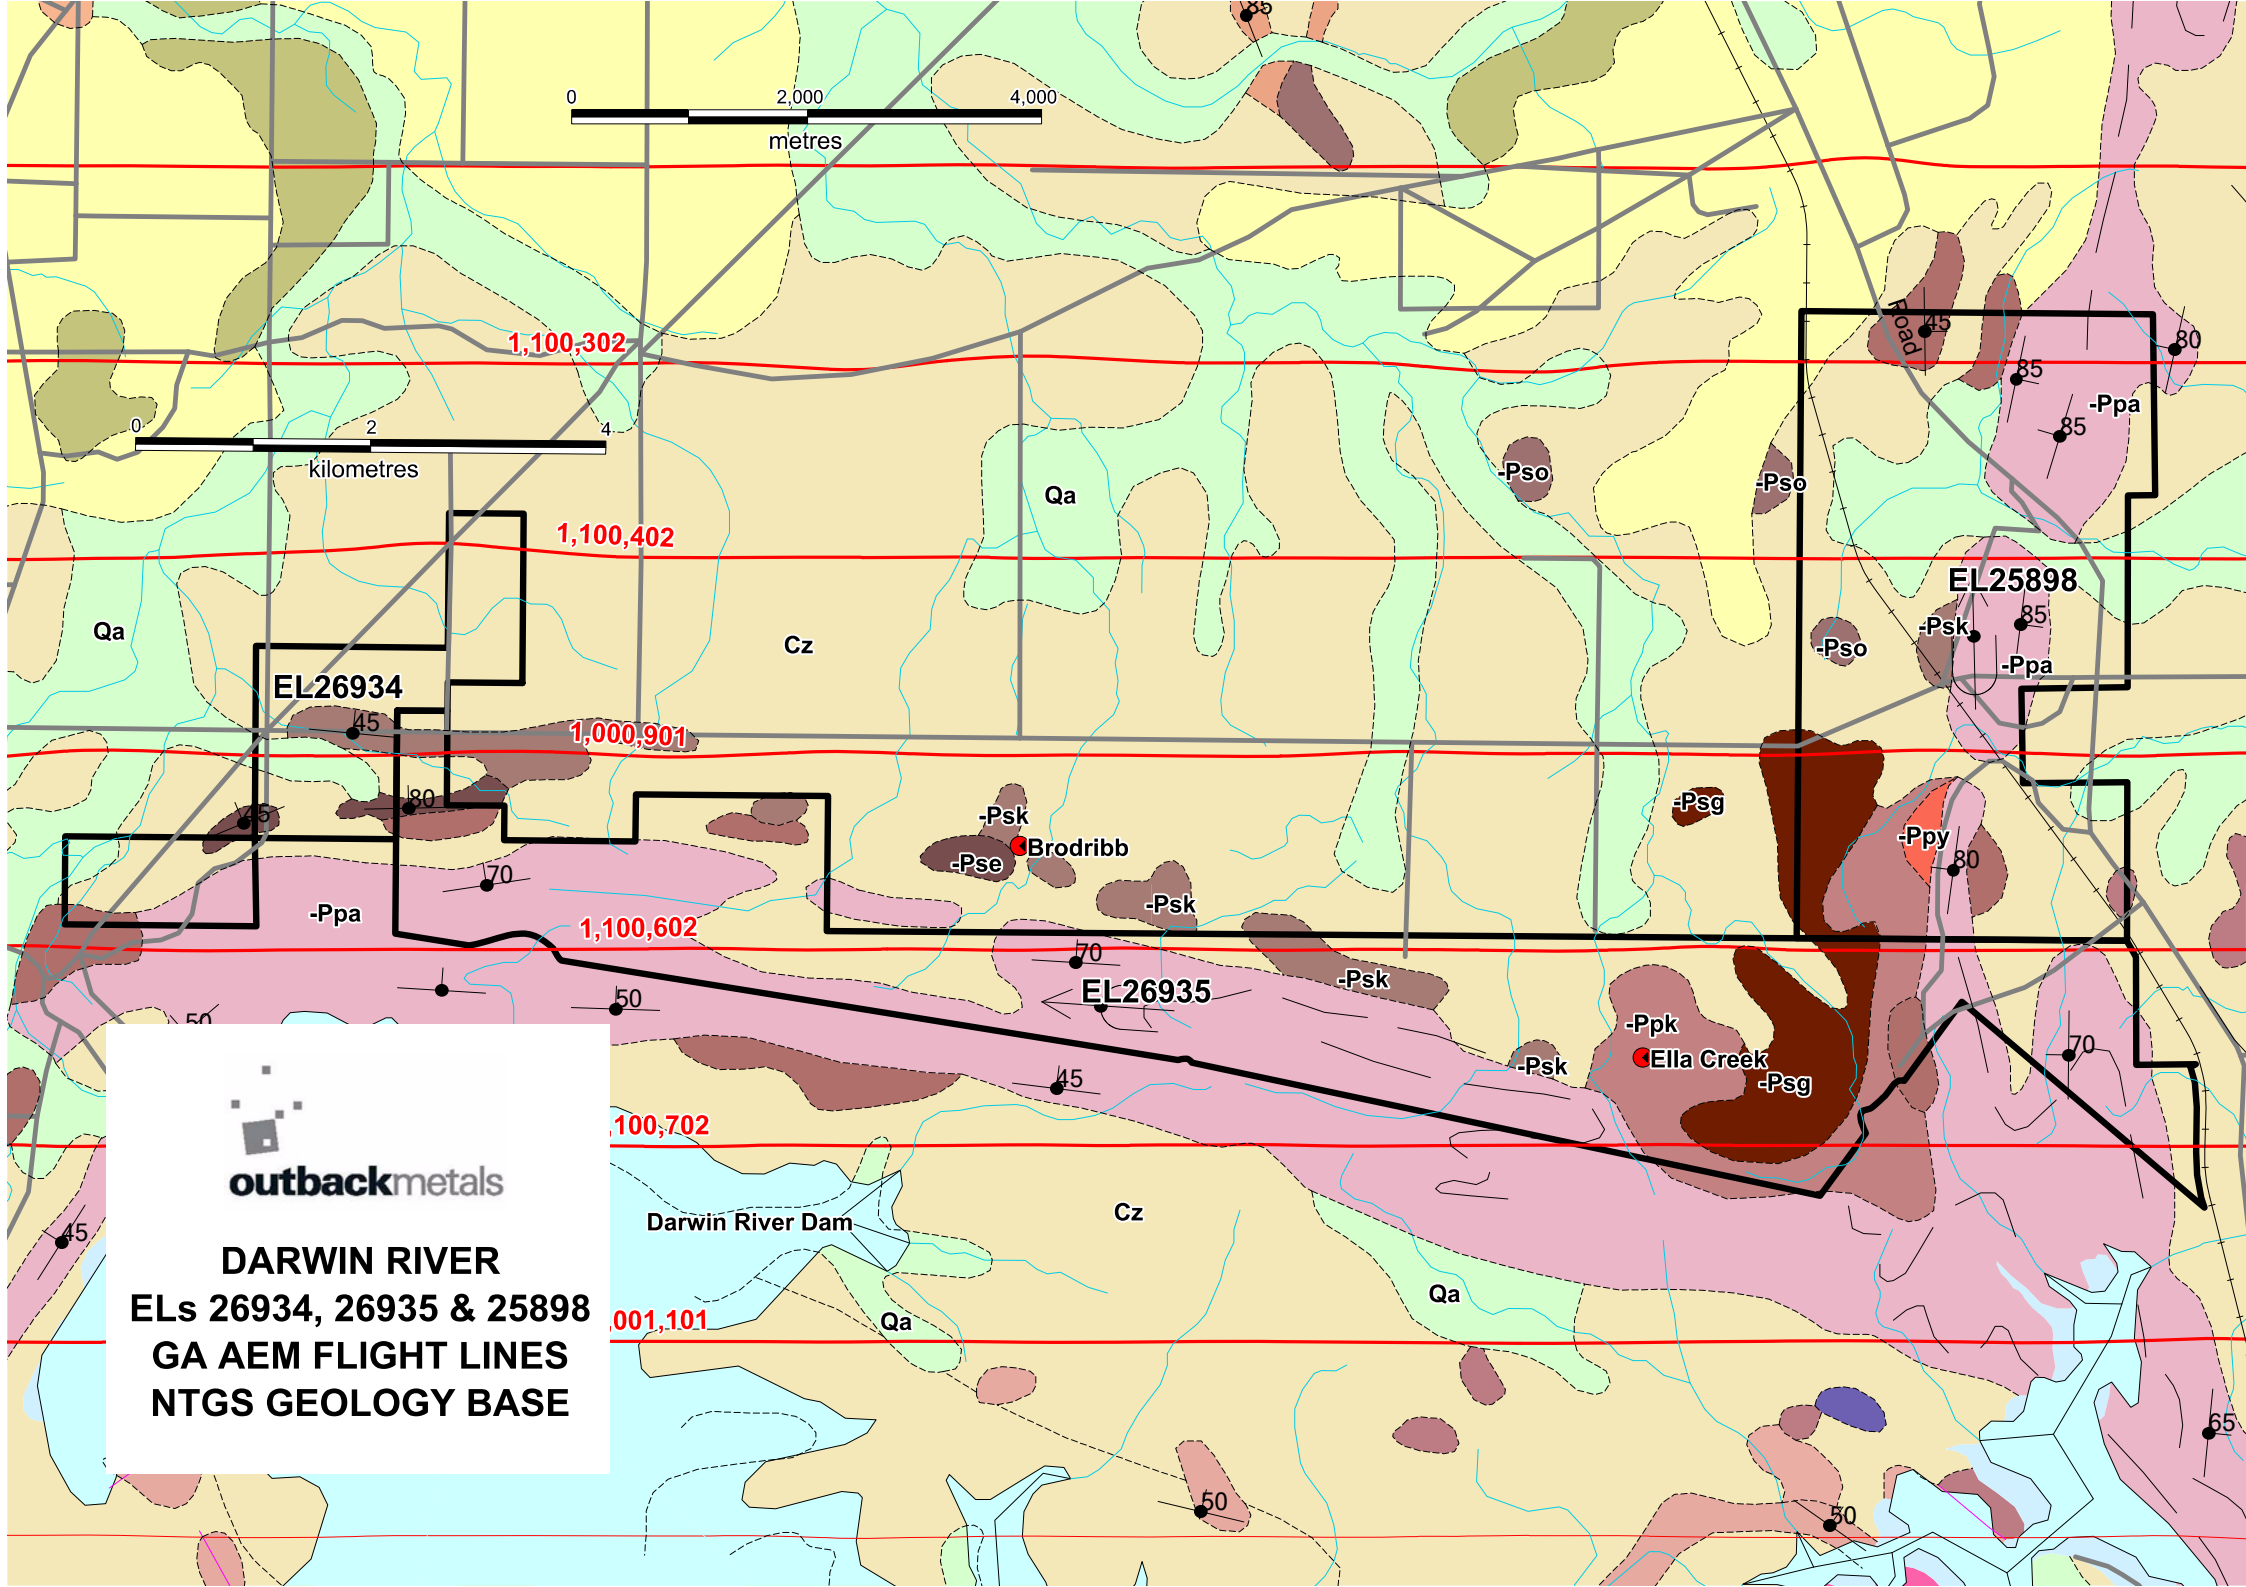 85
0 2,000 4,000
metres
Road
45
80
1,100,302
85
-Ppa
85
0 2 4
kilometres
-Pso
-Pso
Qa
1,100,402
EL25898
Qa
85
-Psk
Cz
-Pso
-Ppa
EL26934
45
1,000,901
80
45
-Psg
-Psk
-Ppy
Brodribb
-Pse
80
70
-Psk
-Ppa
1,100,602
70
-Psk
EL26935
50
50
-Ppk
70
Ella Creek
-Psk
45
-Psg
,100,702
outbackmetals
Cz
Darwin River Dam
45
DARWIN RIVER
ELs 26934, 26935 & 25898
GA AEM FLIGHT LINES
NTGS GEOLOGY BASE
Qa
Qa
,001,101
65
50
50